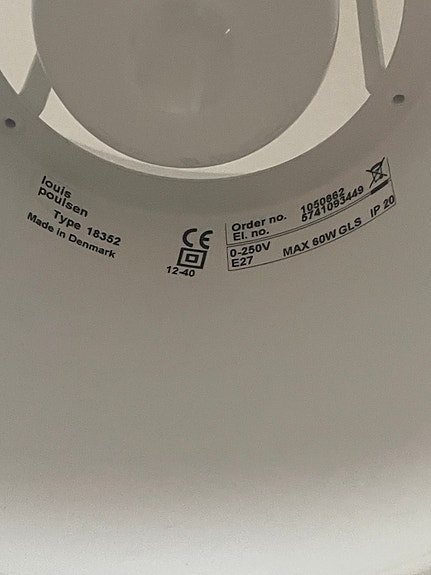 louis
poulsen
Type 18352
Made in Denmark
CE
12-40
Order no. 1050862
El. no. 5741093449
0-250V
E27 MAX 60W GLS IP 20